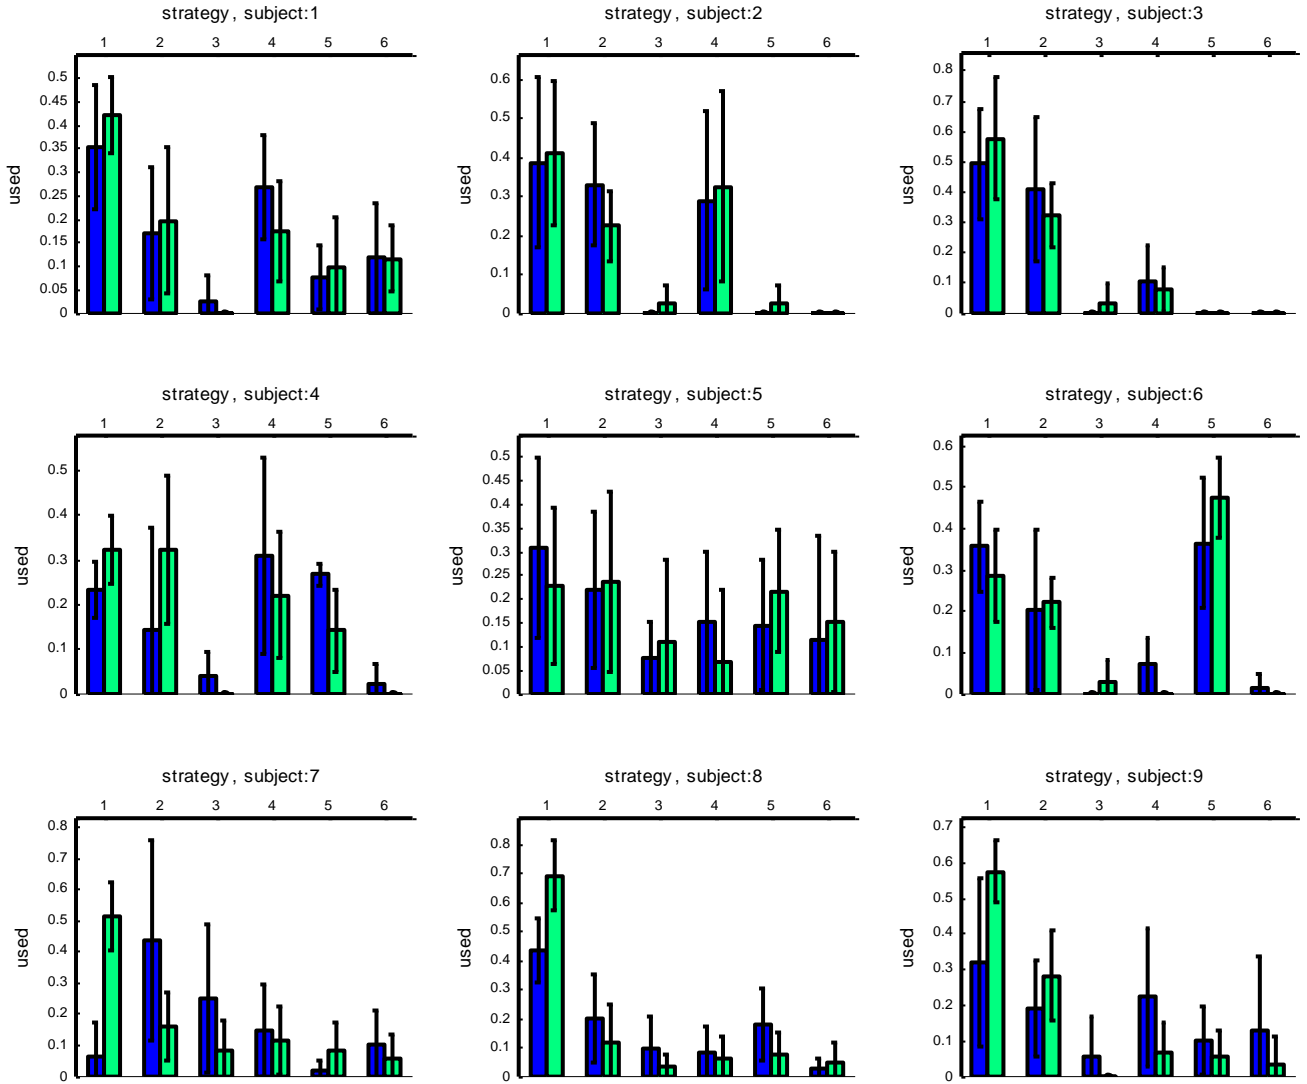 strategy, subject:1
1 2 3 4 5 6
0.5
0.45
0.4
0.35
0.3
0.25
0.2
0.15
0.1
0.05
0
used
strategy, subject:2
1 2 3 4 5 6
0.6
0.5
0.4
0.3
0.2
0.1
0
used
strategy, subject:3
1 2 3 4 5 6
0.8
0.7
0.6
0.5
0.4
0.3
0.2
0.1
0
used
strategy, subject:4
1 2 3 4 5 6
0.5
0.4
0.3
0.2
0.1
0
used
strategy, subject:5
1 2 3 4 5 6
0.5
0.45
0.4
0.35
0.3
0.25
0.2
0.15
0.1
0.05
0
used
strategy, subject:6
1 2 3 4 5 6
0.6
0.5
0.4
0.3
0.2
0.1
0
used
strategy, subject:7
1 2 3 4 5 6
0.8
0.7
0.6
0.5
0.4
0.3
0.2
0.1
0
used
strategy, subject:8
1 2 3 4 5 6
0.8
0.7
0.6
0.5
0.4
0.3
0.2
0.1
0
used
strategy, subject:9
1 2 3 4 5 6
0.7
0.6
0.5
0.4
0.3
0.2
0.1
0
used